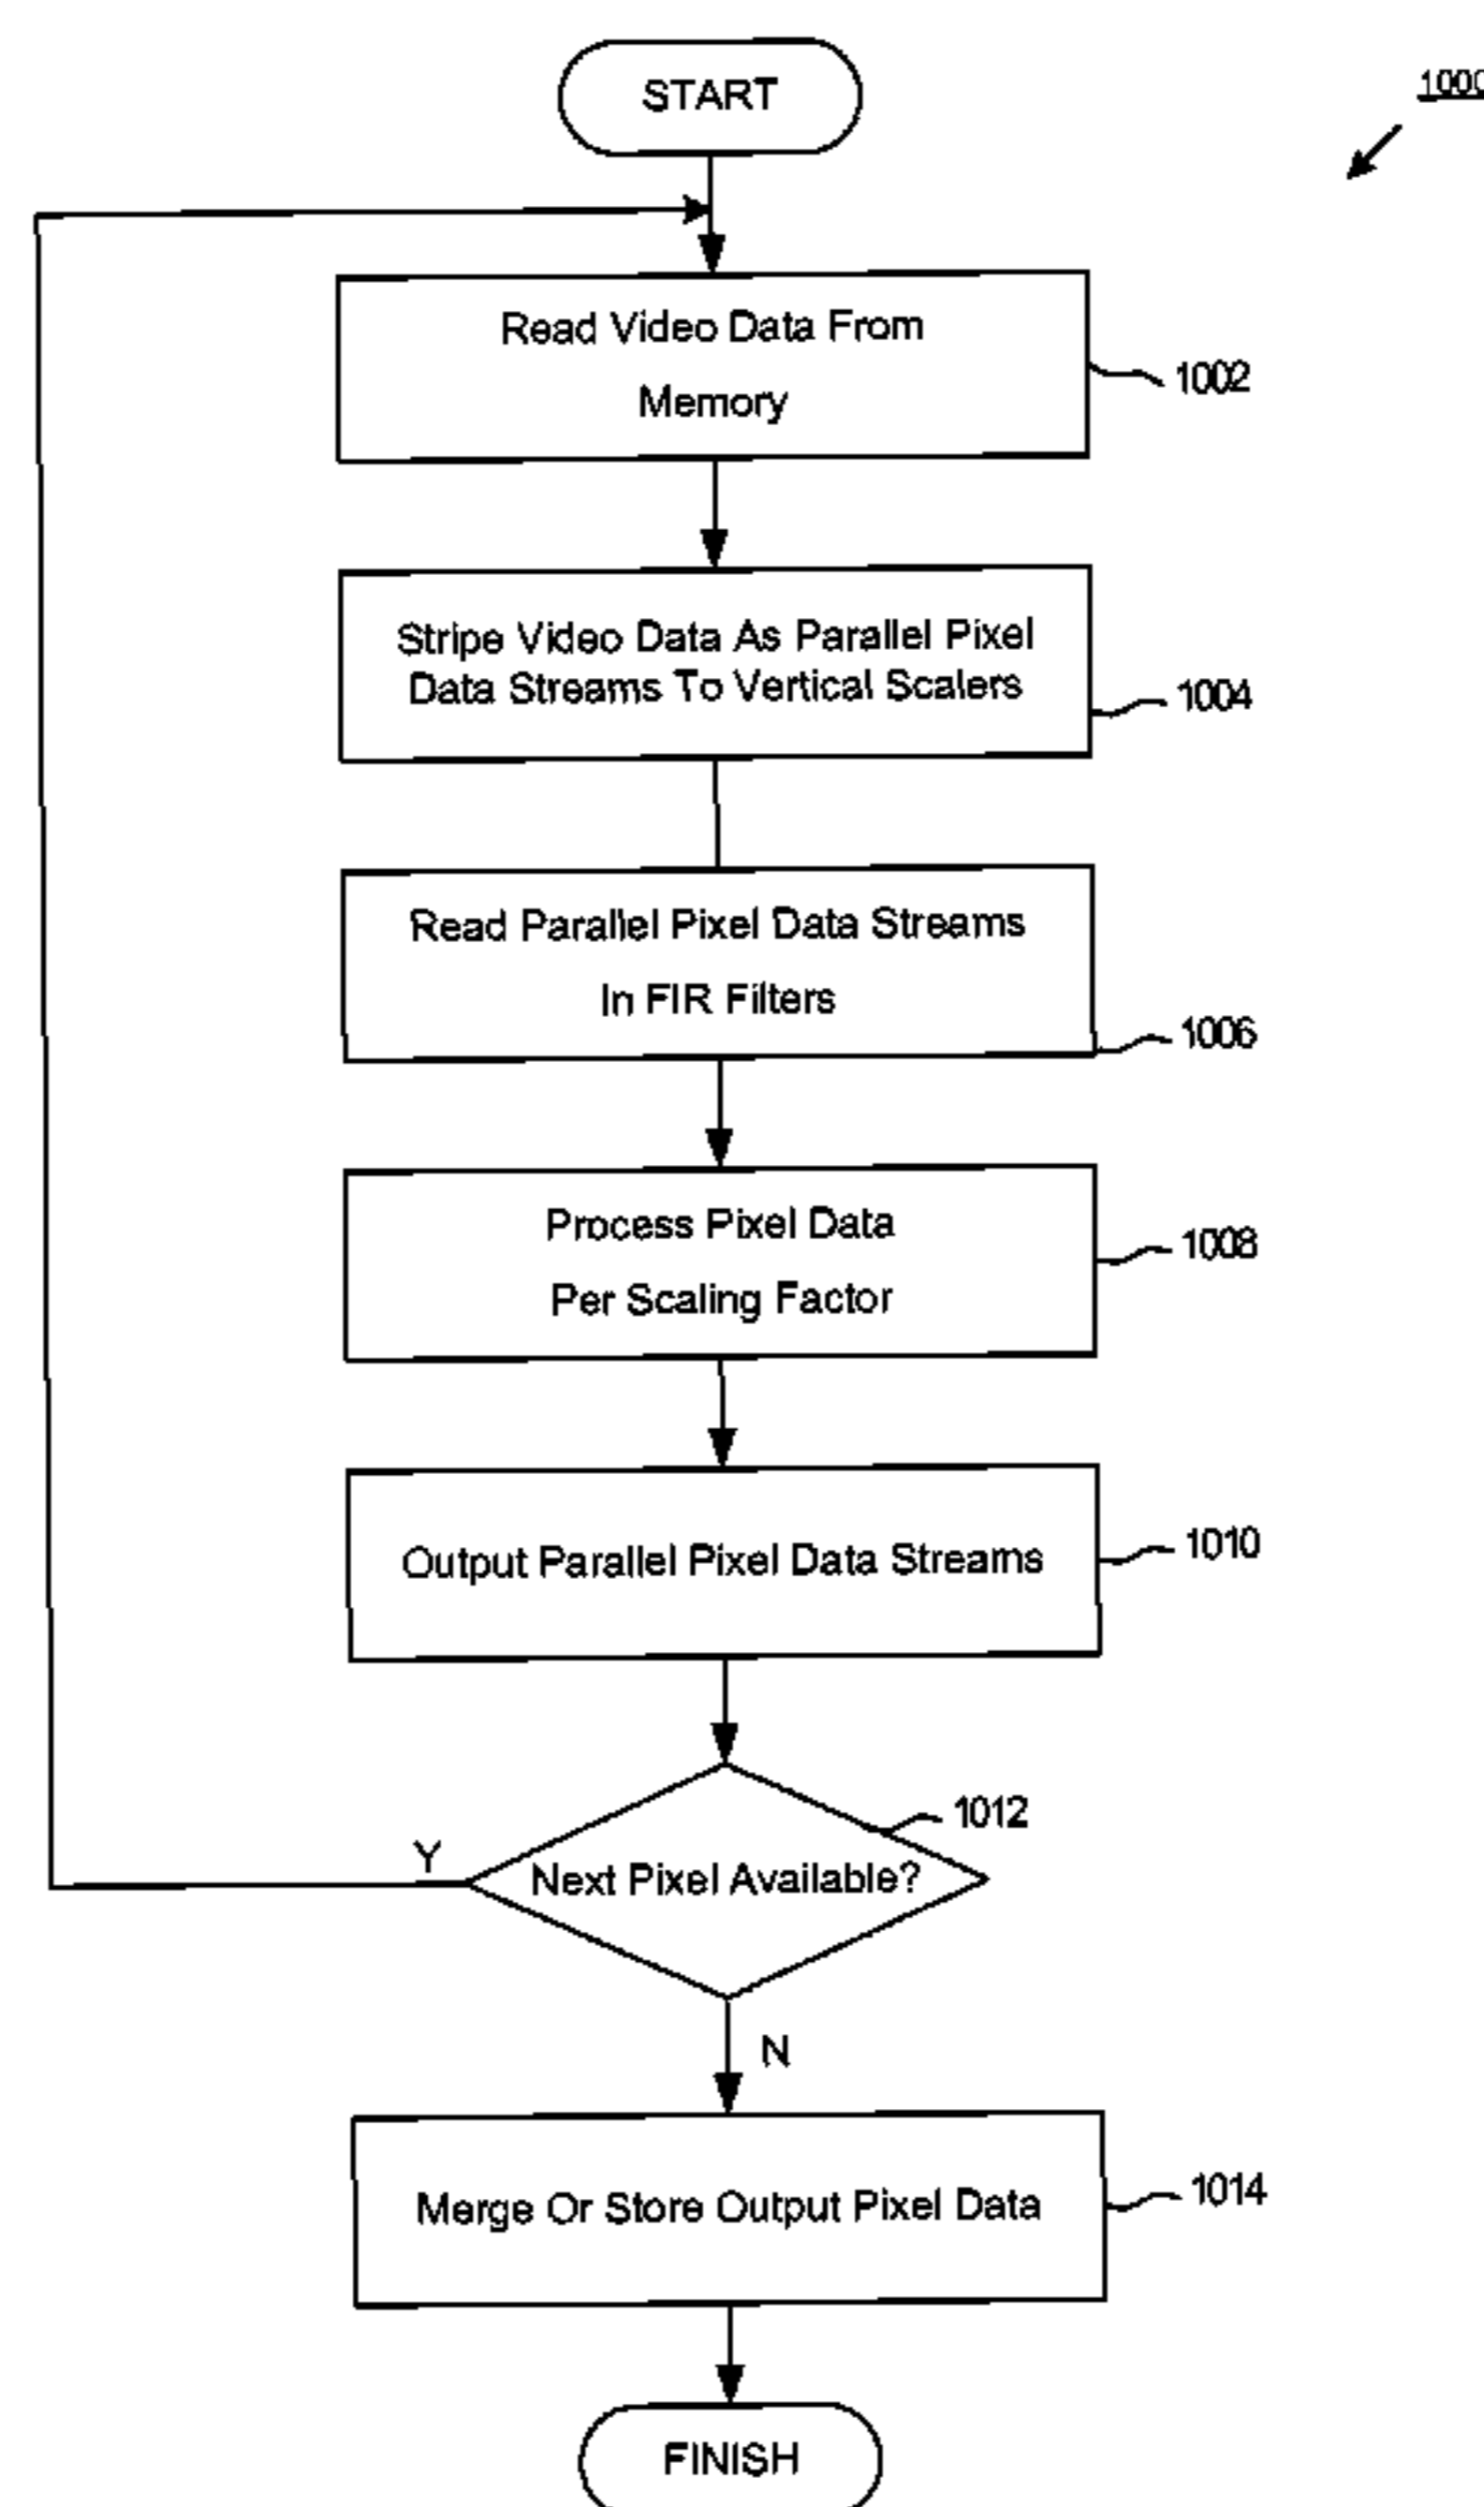 START
1000
Read Video Data From
Memory
1002
Stripe Video Data As Parallel Pixel
Data Streams To Vertical Scalers
1004
Read Parallel Pixel Data Streams
In FIR Filters
1006
Process Pixel Data
Per Scaling Factor
1008
Output Parallel Pixel Data Streams
1010
1012
Y
Next Pixel Available?
N
Merge Or Store Output Pixel Data
1014
FINISH